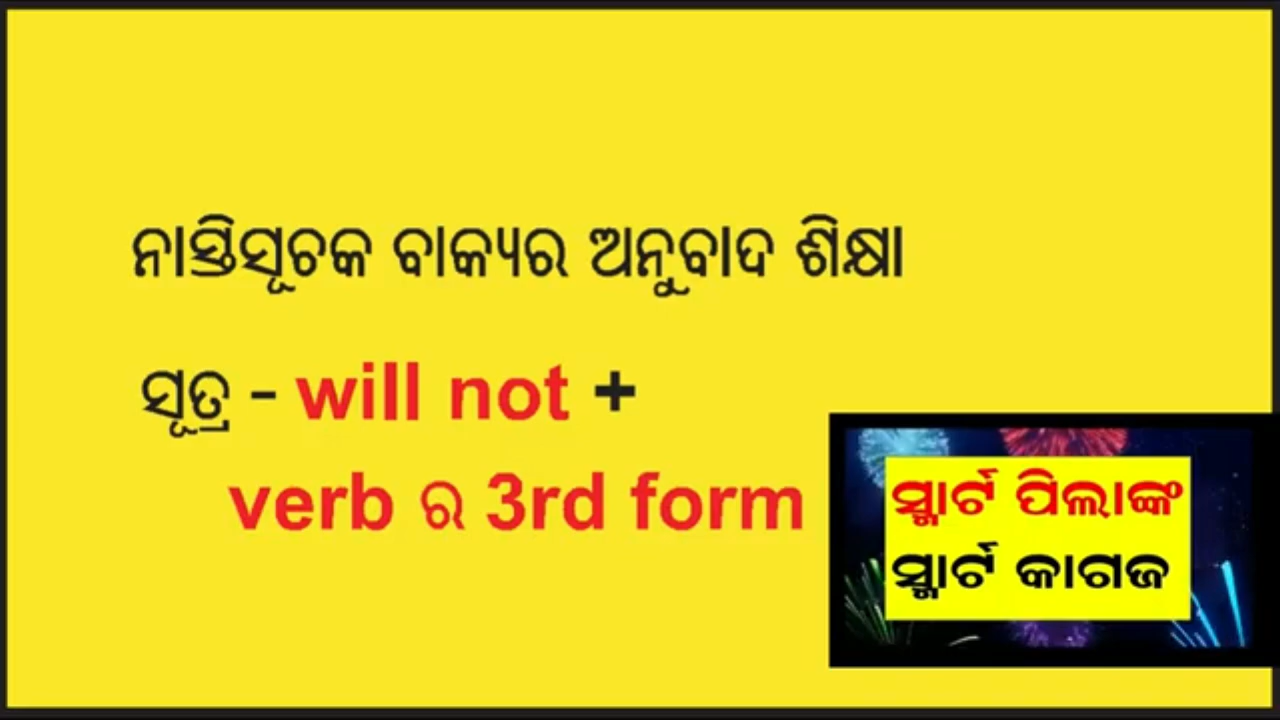 ନାସ୍ତିସୂଚକ ବାକ୍ୟର ଅନୁବାଦ ଶିକ୍ଷା
ସୂତ୍ର - will not +
verb ର 3rd form
ସ୍ମାର୍ଟ ପିଲାଙ୍କ
ସ୍ମାର୍ଟ କାଗଜ